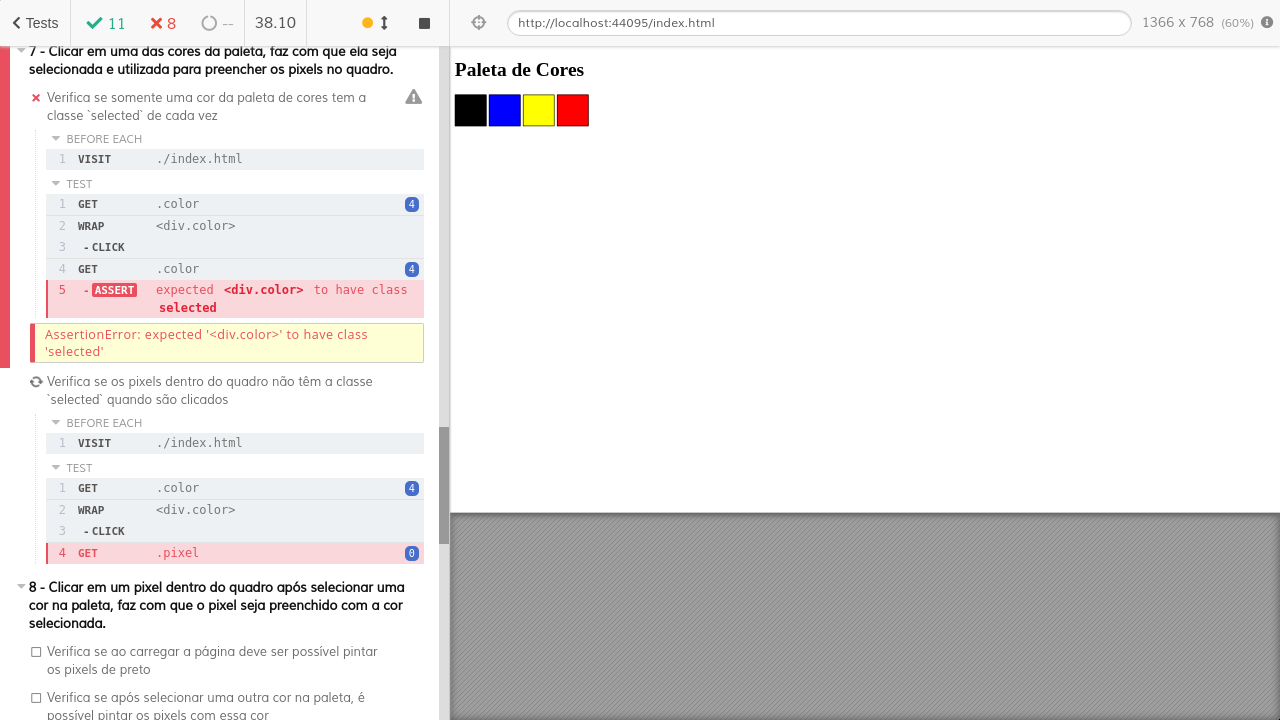 Tests 11 8 -- 38.10
http://localhost:44095/index.html 1366 x 768 (60%)
7 - Clicar em uma das cores da paleta, faz com que ela seja
selecionada e utilizada para preencher os pixels no quadro.
Verifica se somente uma cor da paleta de cores tem a
classe `selected` de cada vez
BEFORE EACH
1 VISIT ./index.html
TEST
1 GET .color 4
2 WRAP <div.color>
3 -CLICK
4 GET .color 4
5 -ASSERT expected <div.color> to have class
selected
AssertionError: expected '<div.color>' to have class
'selected'
Verifica se os pixels dentro do quadro não têm a classe
`selected` quando são clicados
BEFORE EACH
1 VISIT ./index.html
TEST
1 GET .color 4
2 WRAP <div.color>
3 -CLICK
4 GET .pixel 0
8 - Clicar em um pixel dentro do quadro após selecionar uma
cor na paleta, faz com que o pixel seja preenchido com a cor
selecionada.
Verifica se ao carregar a página deve ser possível pintar
os pixels de preto
Verifica se após selecionar uma outra cor na paleta, é
possível pintar os pixels com essa cor
Paleta de Cores